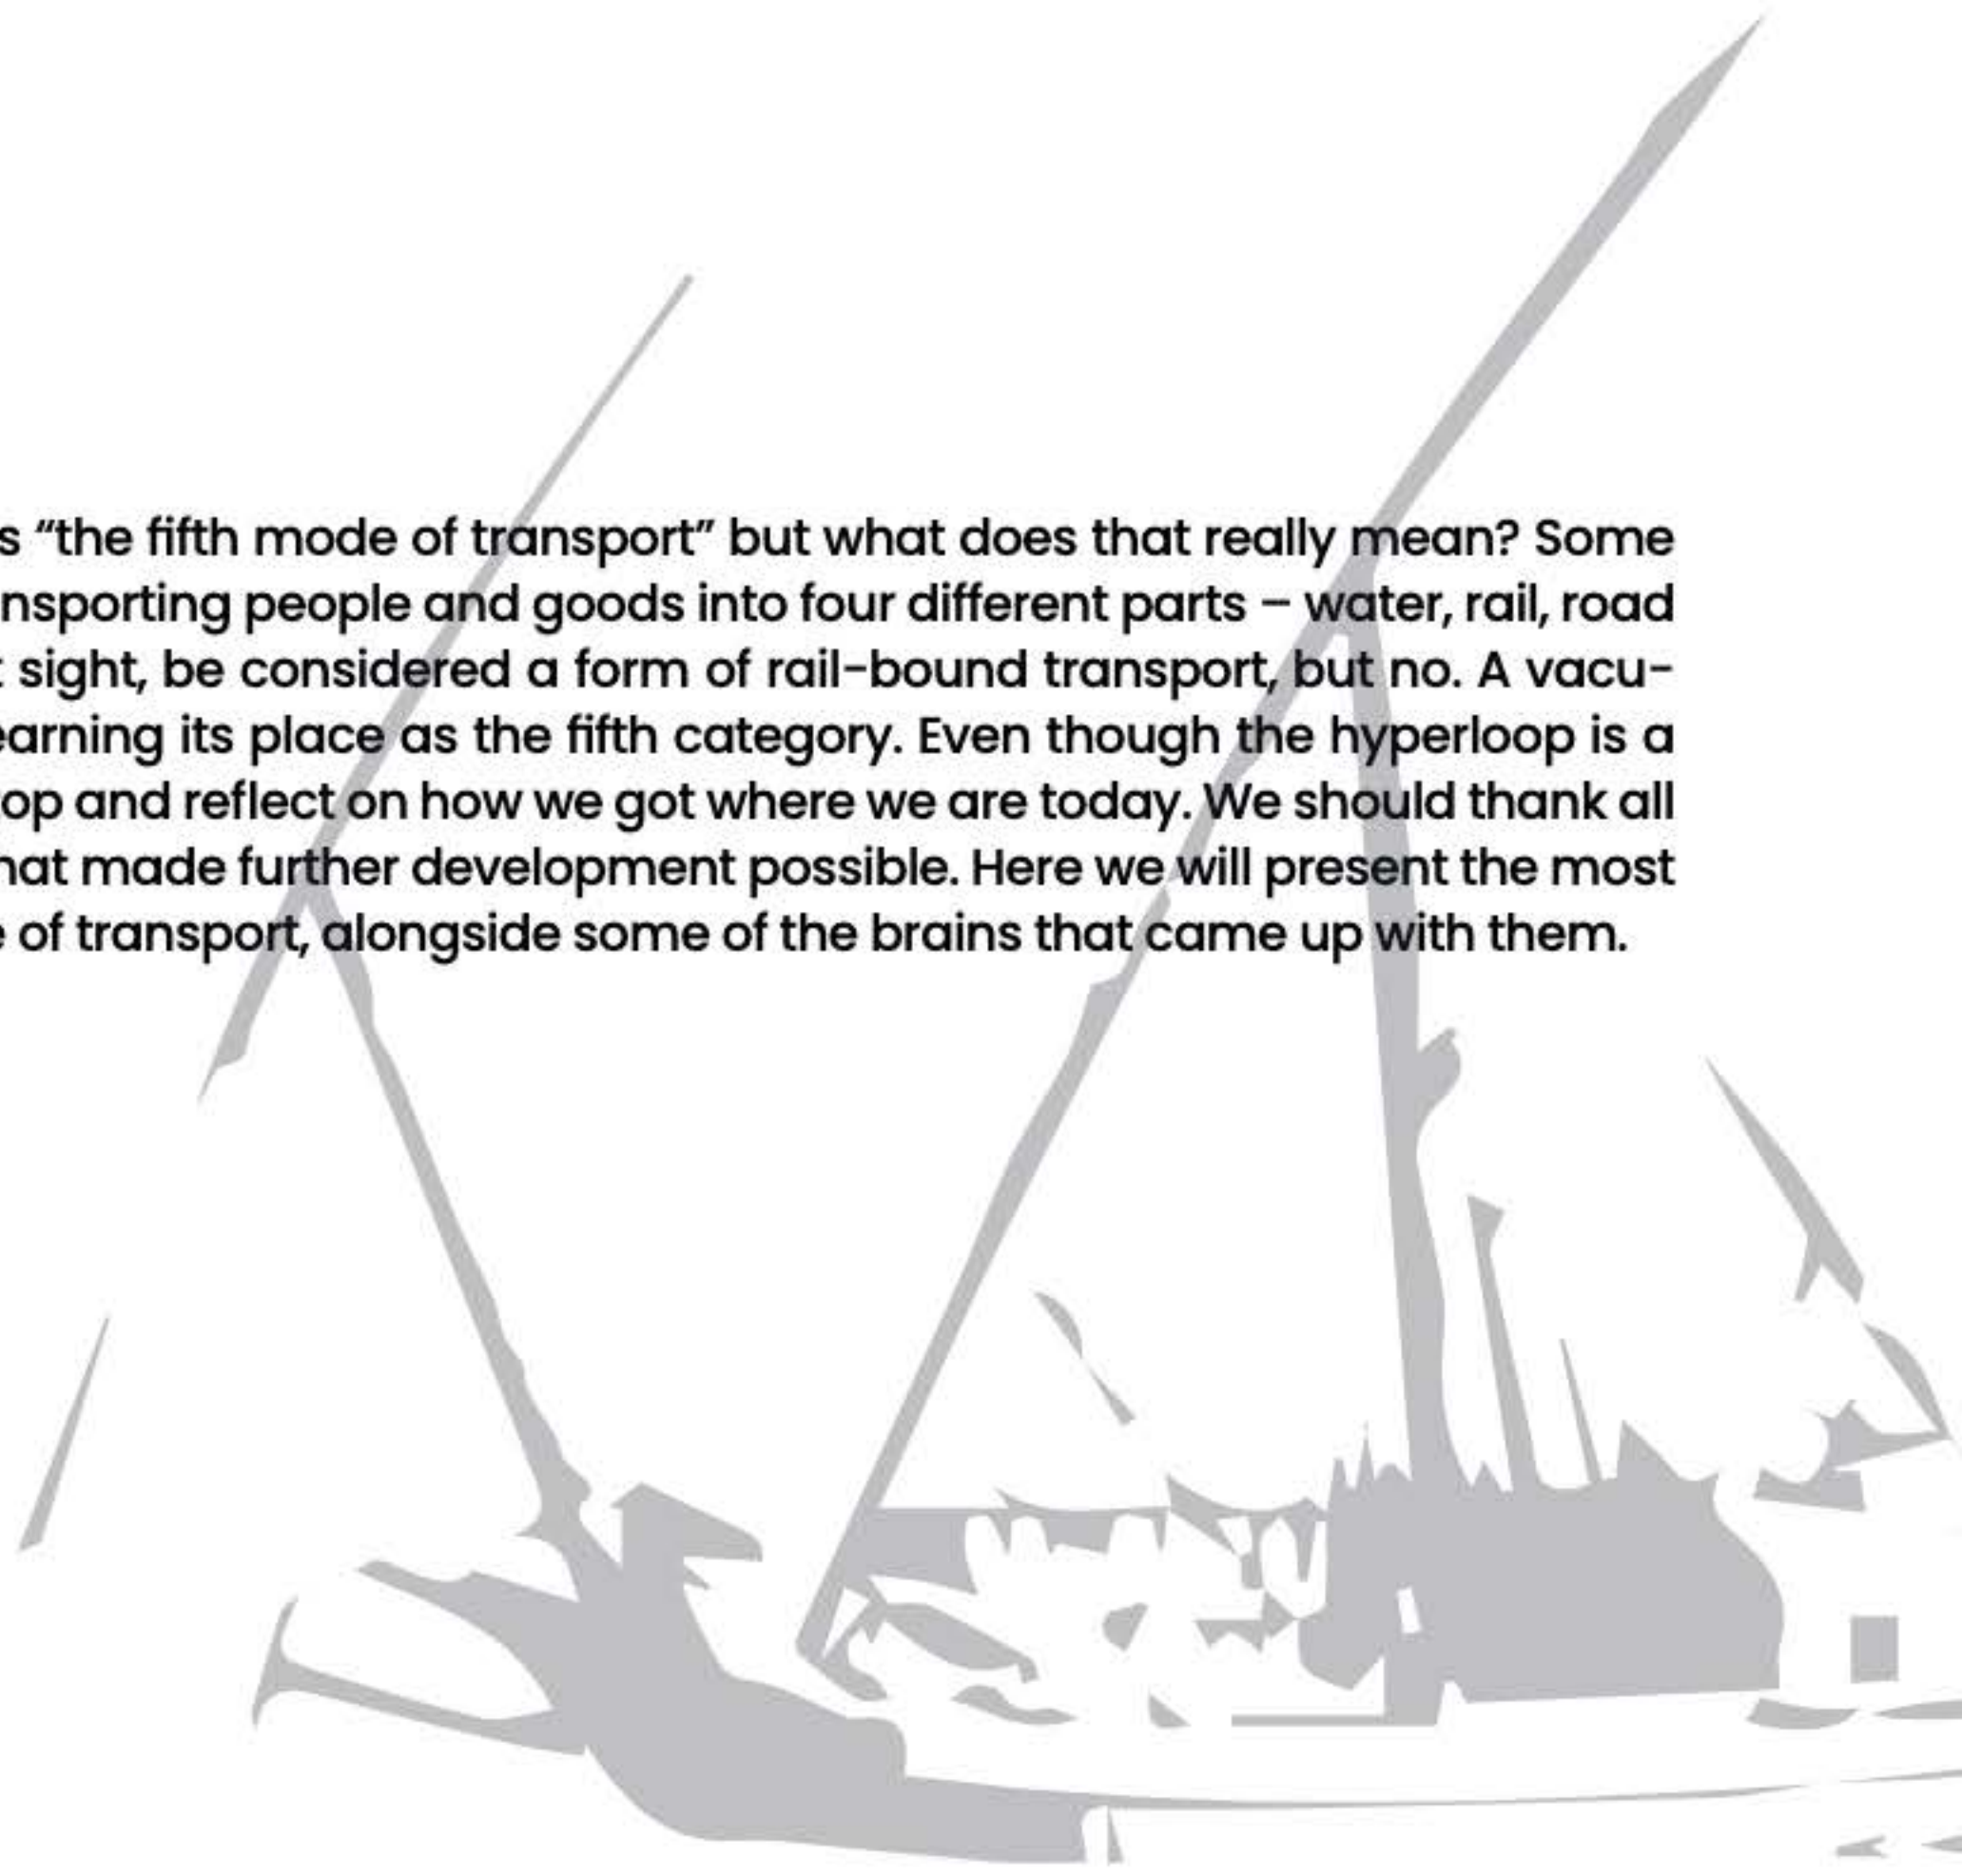 s “the fifth mode of transport” but what does that really mean? Some
nsporting people and goods into four different parts – water, rail, road
sight, be considered a form of rail-bound transport, but no. A vacu-
earning its place as the fifth category. Even though the hyperloop is a
op and reflect on how we got where we are today. We should thank all
hat made further development possible. Here we will present the most
e of transport, alongside some of the brains that came up with them.